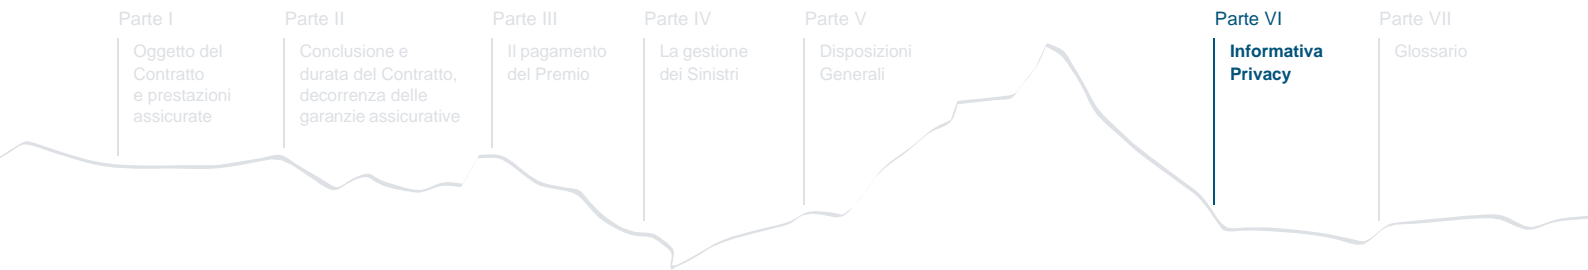 Parte I
Oggetto del
Contratto
e prestazioni
assicurate
Parte II
Conclusione e
durata del Contratto,
decorrenza delle
garanzie assicurative
Parte III
Il pagamento
del Premio
Parte IV
La gestione
dei Sinistri
Parte V
Disposizioni
Generali
Parte VI
Informativa
Privacy
Parte VII
Glossario